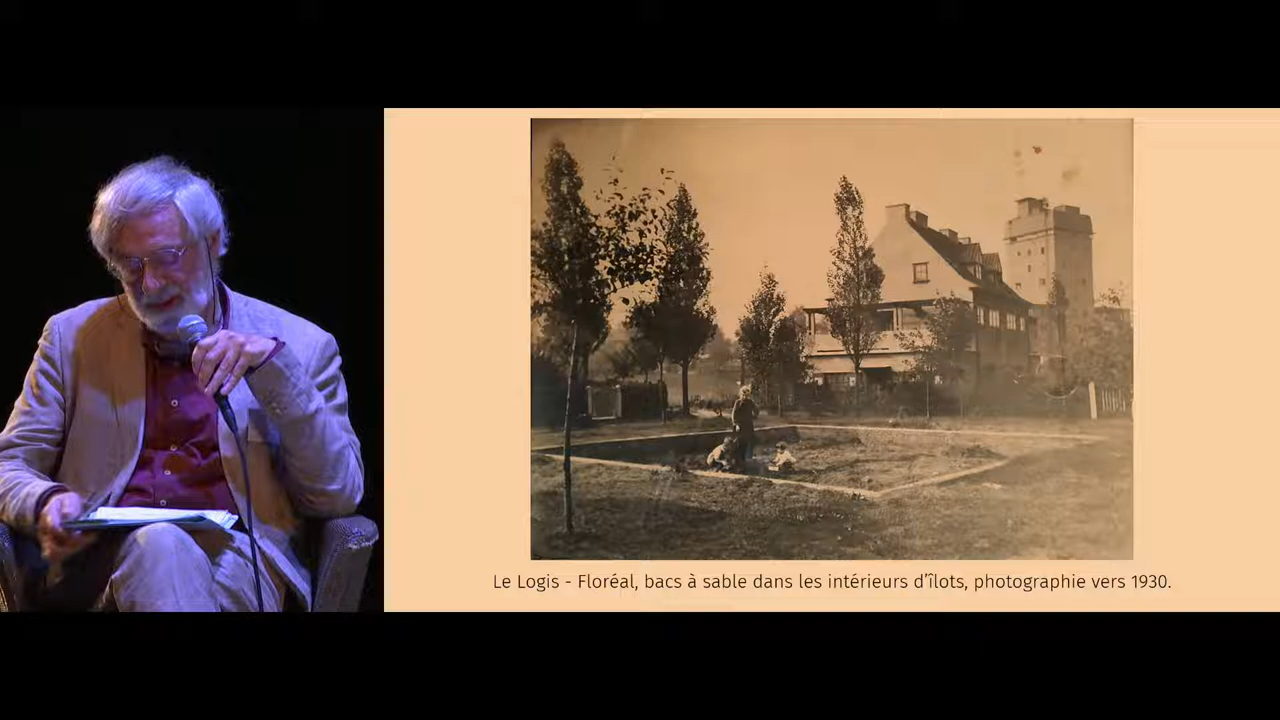 Le Logis - Floréal, bacs à sable dans les intérieurs d’îlots, photographie vers 1930.